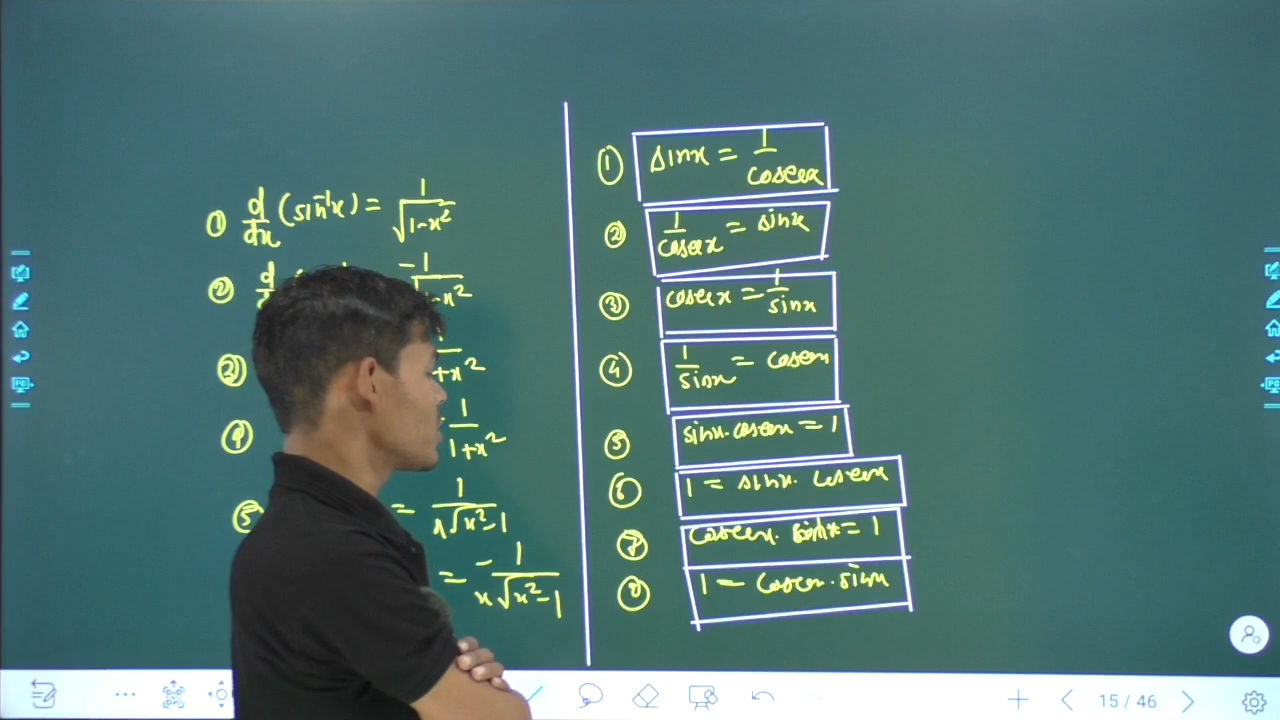 ① d/dx (sin⁻¹x) = 1/√(1-x²)
② d -1/ -x²
③ +x²
④ 1/(1+x²)
⑤ = 1/(x√(x²-1))
= -1/(x√(x²-1))
① sinx = 1/cosecx
② 1/cosecx = sinx
③ cosecx = 1/sinx
④ 1/sinx = cosecx
⑤ sinx.cosecx = 1
⑥ 1 = sinx. cosecx
⑦ cosecx. sinx = 1
⑧ 1 = cosecx.sinx
15 / 46